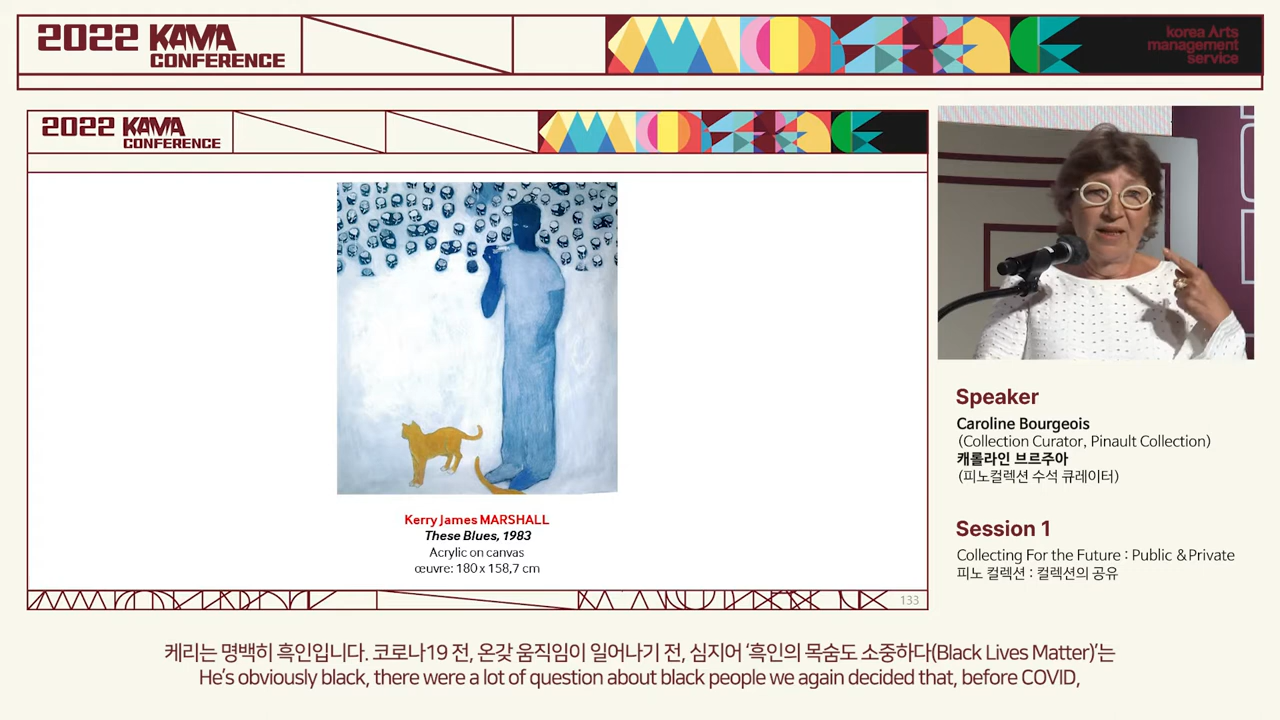 2022 KAMA
CONFERENCE
korea Arts
management
service
2022 KAMA
CONFERENCE
Kerry James MARSHALL
These Blues, 1983
Acrylic on canvas
œuvre: 180 x 158,7 cm
133
Speaker
Caroline Bourgeois
(Collection Curator, Pinault Collection)
캐롤라인 브르주아
(피노컬렉션 수석 큐레이터)
Session 1
Collecting For the Future : Public & Private
피노 컬렉션 : 컬렉션의 공유
케리는 명백히 흑인입니다. 코로나19 전, 온갖 움직임이 일어나기 전, 심지어 ‘흑인의 목숨도 소중하다(Black Lives Matter)’는
He's obviously black, there were a lot of question about black people we again decided that, before COVID,